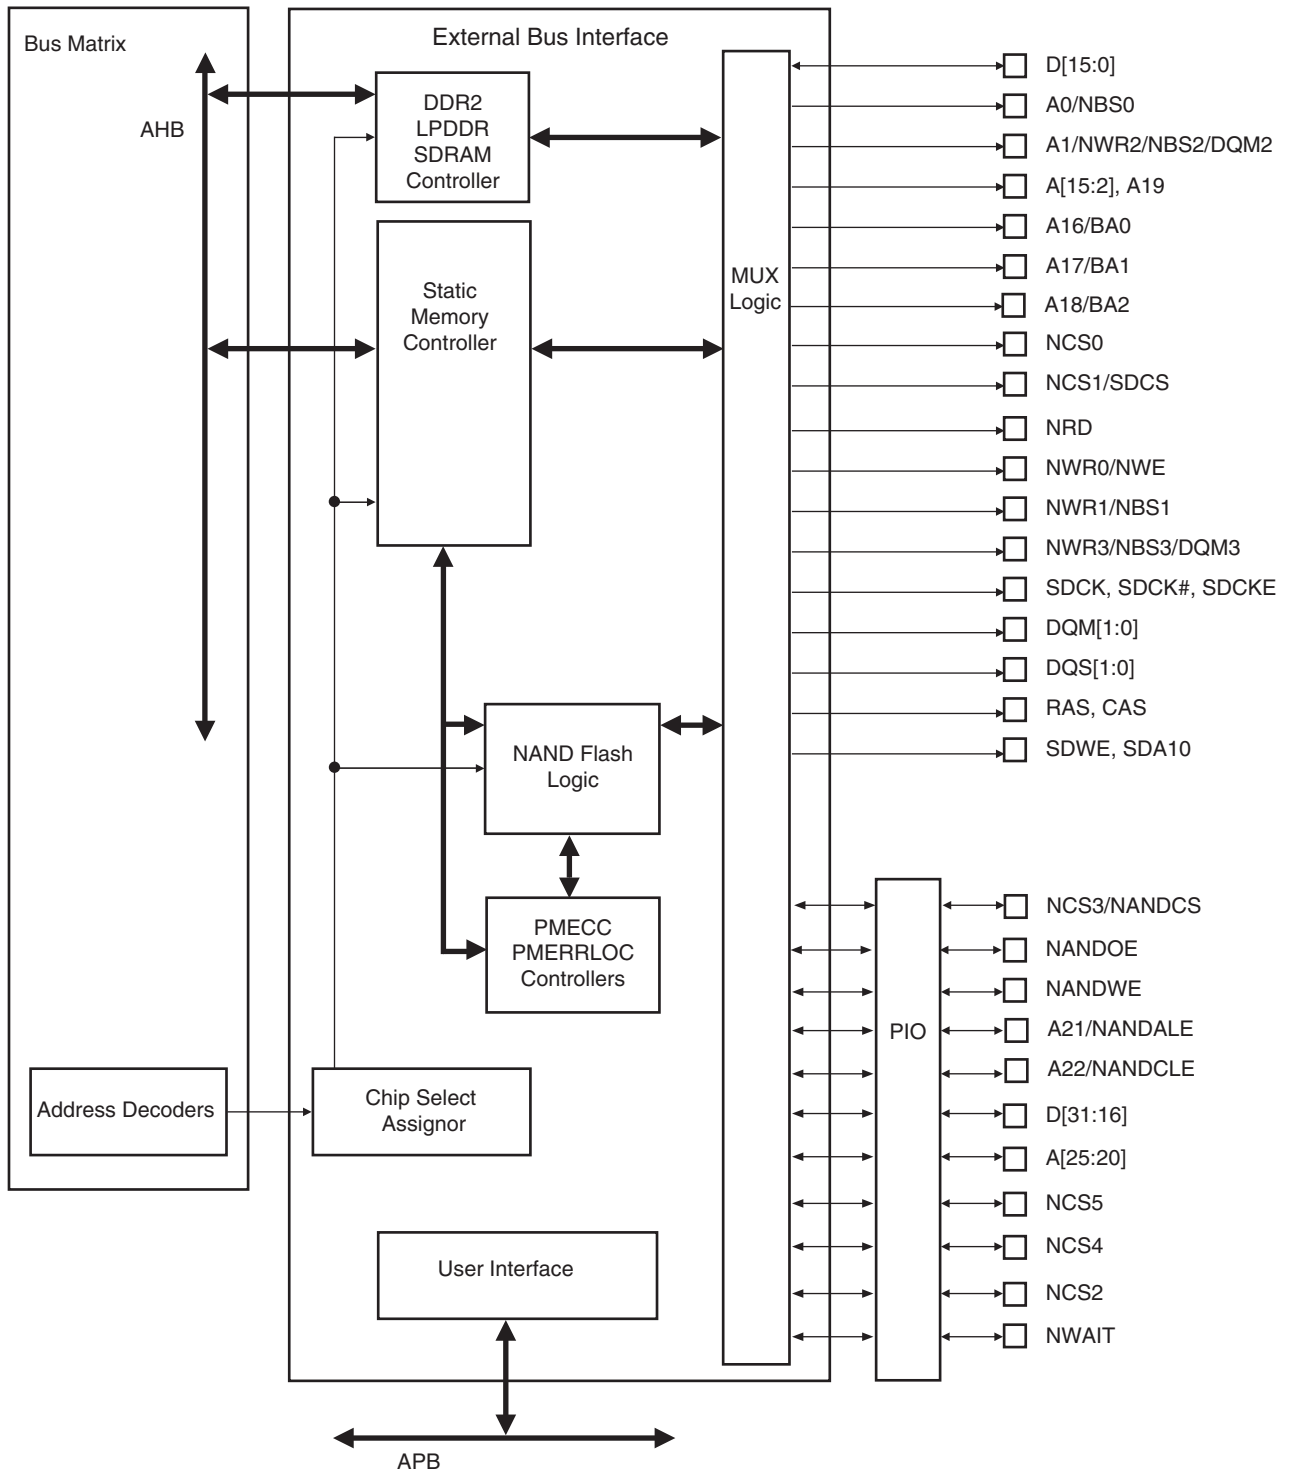 Bus Matrix
AHB
Address Decoders
External Bus Interface
DDR2
LPDDR
SDRAM
Controller
Static
Memory
Controller
NAND Flash
Logic
PMECC
PMERRLOC
Controllers
Chip Select
Assignor
User Interface
APB
MUX
Logic
PIO
D[15:0]
A0/NBS0
A1/NWR2/NBS2/DQM2
A[15:2], A19
A16/BA0
A17/BA1
A18/BA2
NCS0
NCS1/SDCS
NRD
NWR0/NWE
NWR1/NBS1
NWR3/NBS3/DQM3
SDCK, SDCK#, SDCKE
DQM[1:0]
DQS[1:0]
RAS, CAS
SDWE, SDA10
NCS3/NANDCS
NANDOE
NANDWE
A21/NANDALE
A22/NANDCLE
D[31:16]
A[25:20]
NCS5
NCS4
NCS2
NWAIT